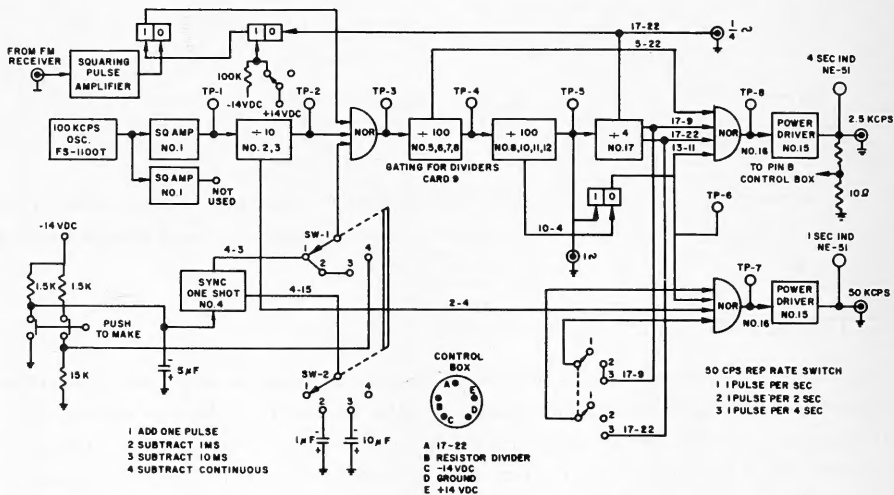 FROM FM
RECEIVER
SQUARING
PULSE
AMPLIFIER
1 0
1 0
100K
-14VDC
+14VDC
17-22
5-22
1/4 ~
100KCPS
OSC.
FS-1100T
SQ AMP
NO.1
SQ AMP
NO.1
NOT
USED
TP-1
÷ 10
NO. 2, 3
TP-2
NOR
TP-3
÷ 100
NO.5,6,7,8
TP-4
÷ 100
NO.8,10,11,12
GATING FOR DIVIDERS
CARD 9
TP-5
÷ 4
NO.17
17-9
17-22
13-11
NOR
TP-8
NO.16
POWER
DRIVER
NO.15
4 SEC IND
NE-51
2.5 KCPS
TO PIN B
CONTROL BOX
10Ω
1 0
10-4
1~
TP-6
-14 VDC
1.5K
1.5K
PUSH
TO MAKE
15K
5µF
- +
4-3
SYNC
ONE SHOT
NO.4
4-15
SW-1
1
2
3
4
2-4
SW-2
1
2
3
4
1µF
- +
10µF
- +
1 ADD ONE PULSE
2 SUBTRACT 1MS
3 SUBTRACT 10MS
4 SUBTRACT CONTINUOUS
CONTROL
BOX
A
B
C
D
E
A 17-22
B RESISTOR DIVIDER
C -14VDC
D GROUND
E +14 VDC
1
2
3 17-9
1
2
3 17-22
NOR
TP-7
NO.16
POWER
DRIVER
NO.15
1 SEC IND
NE-51
50 KCPS
50 CPS REP RATE SWITCH
1 1 PULSE PER SEC
2 1 PULSE PER 2 SEC
3 1 PULSE PER 4 SEC